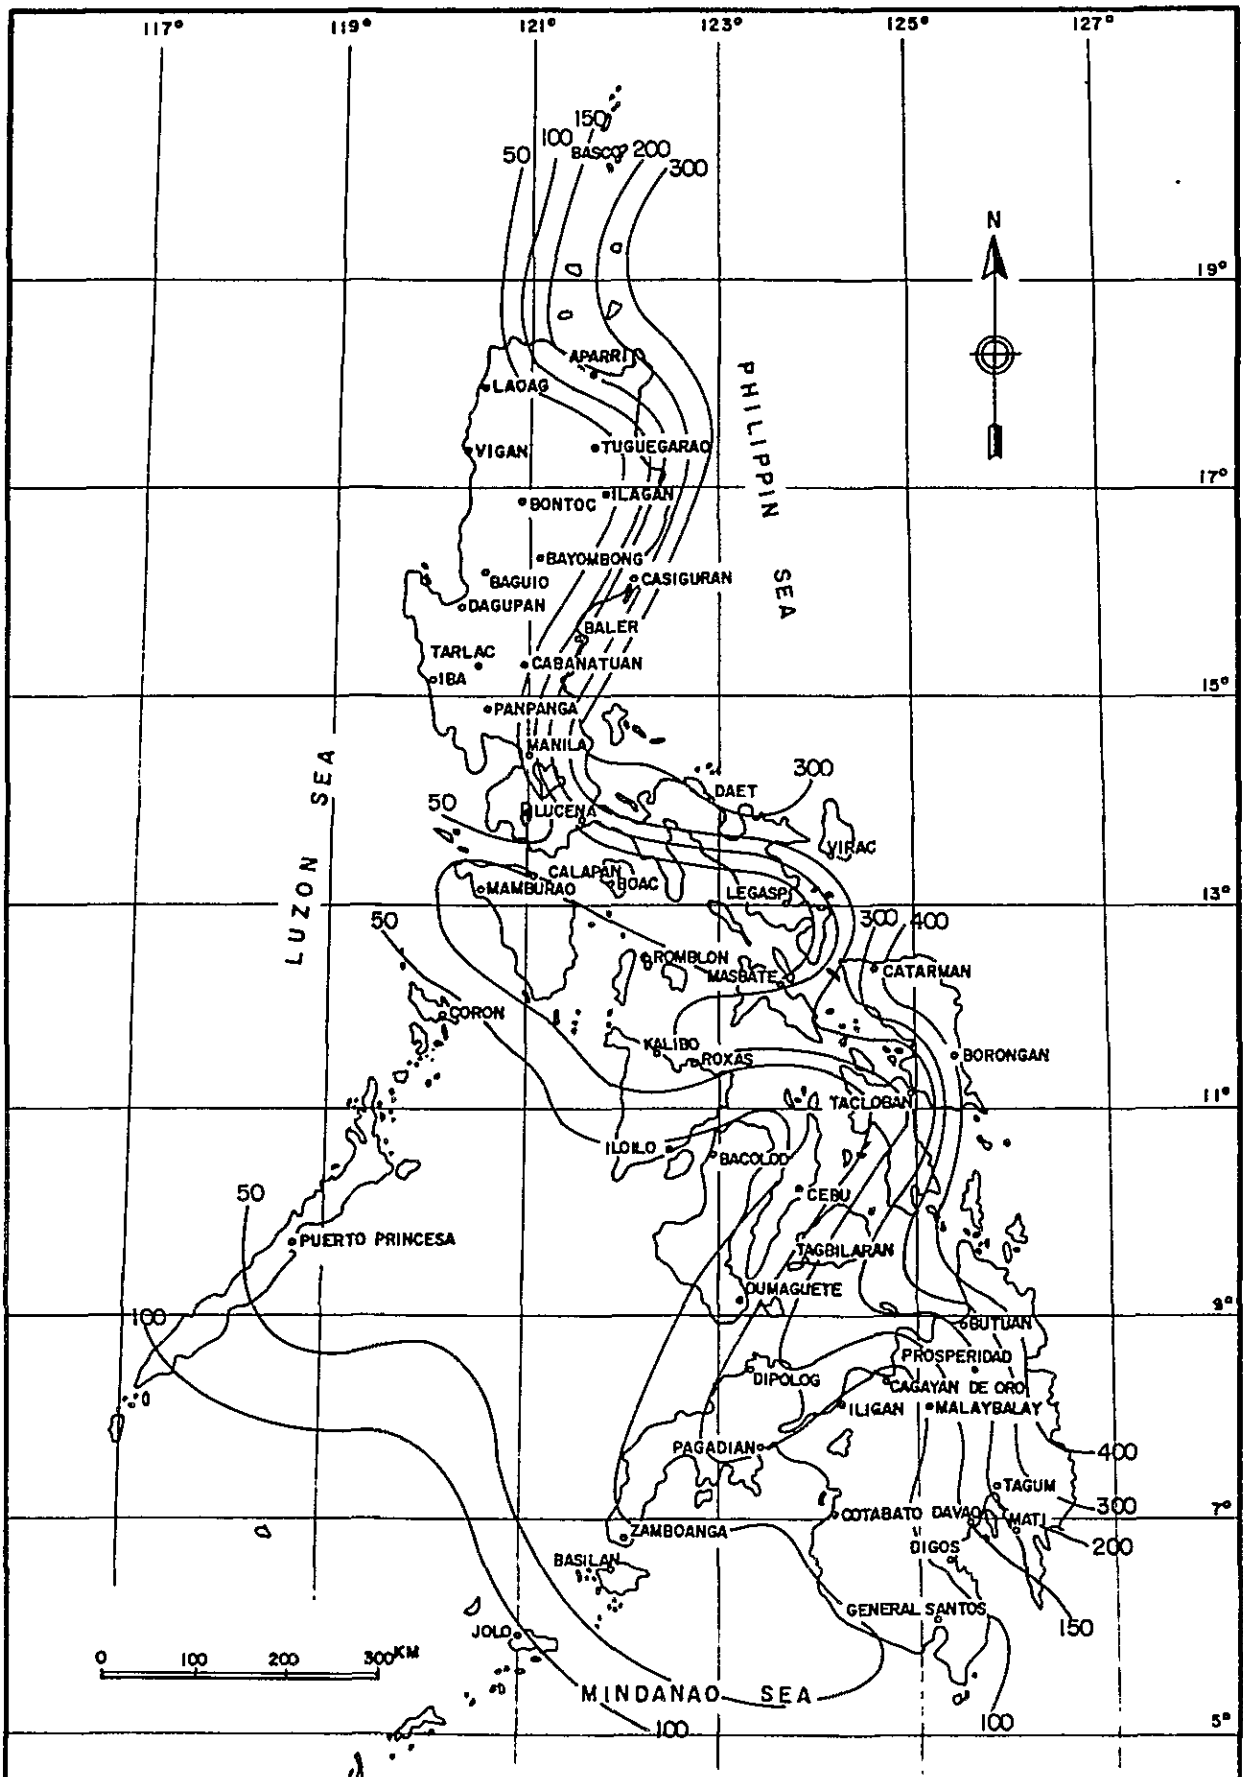 117° 119° 121° 123° 125° 127°
150
100
50
BASCO
200
300
N
19°
APARRI
LAOAG
PHILIPPIN SEA
VIGAN
TUGUEGARAO
17°
ILAGAN
BONTOC
BAYOMBONG
BAGUIO
CASIGURAN
DAGUPAN
BALER
TARLAC
CABANATUAN
IBA
15°
PANPANGA
MANILA
LUZON SEA
300
DAET
50
LUCENA
VIRAC
CALAPAN
BOAC
MAMBURAO
LEGASPI
13°
50
300
400
ROMBLON
MASBATE
CATARMAN
CORON
KALIBO
ROXAS
BORONGAN
TACLOBAN
11°
ILOILO
BACOLOD
CEBU
50
PUERTO PRINCESA
TAGBILARAN
DUMAGUETE
100
9°
BUTUAN
PROSPERIDAD
DIPOLOG
CAGAYAN DE ORO
ILIGAN
MALAYBALAY
PAGADIAN
400
TAGUM
300
COTABATO
DAVAO
MATI
7°
ZAMBOANGA
200
DIGOS
BASILAN
GENERAL SANTOS
150
JOLO
0 100 200 300 KM
MINDANAO SEA
100
100
5°